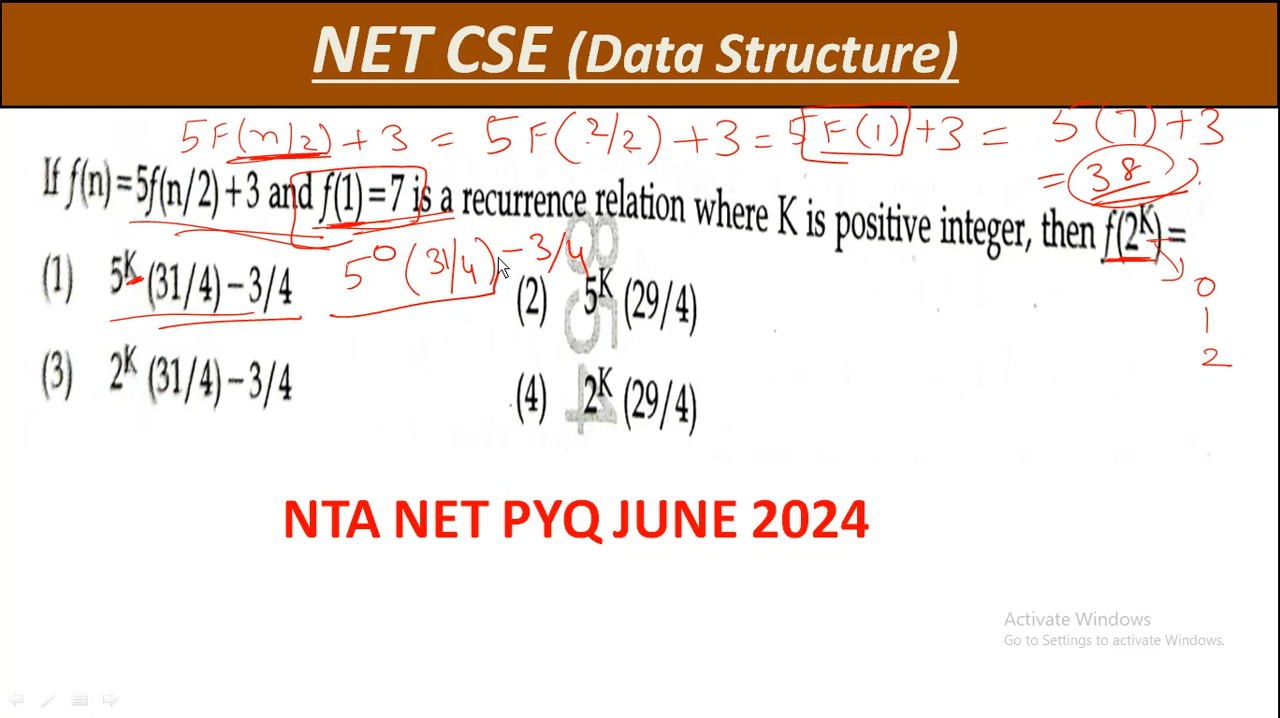 NET CSE (Data Structure)
5F(n/2) + 3 = 5F(2/2) + 3 = 5F(1) + 3 = 5(7) + 3
= 38
If f(n) = 5f(n/2) + 3 and f(1) = 7 is a recurrence relation where K is positive integer, then f(2^K) =
(1) 5^K (31/4) – 3/4
5^0 (31/4) – 3/4
(2) 5^K (29/4)
0
1
2
(3) 2^K (31/4) – 3/4
(4) 2^K (29/4)
NTA NET PYQ JUNE 2024
Activate Windows
Go to Settings to activate Windows.